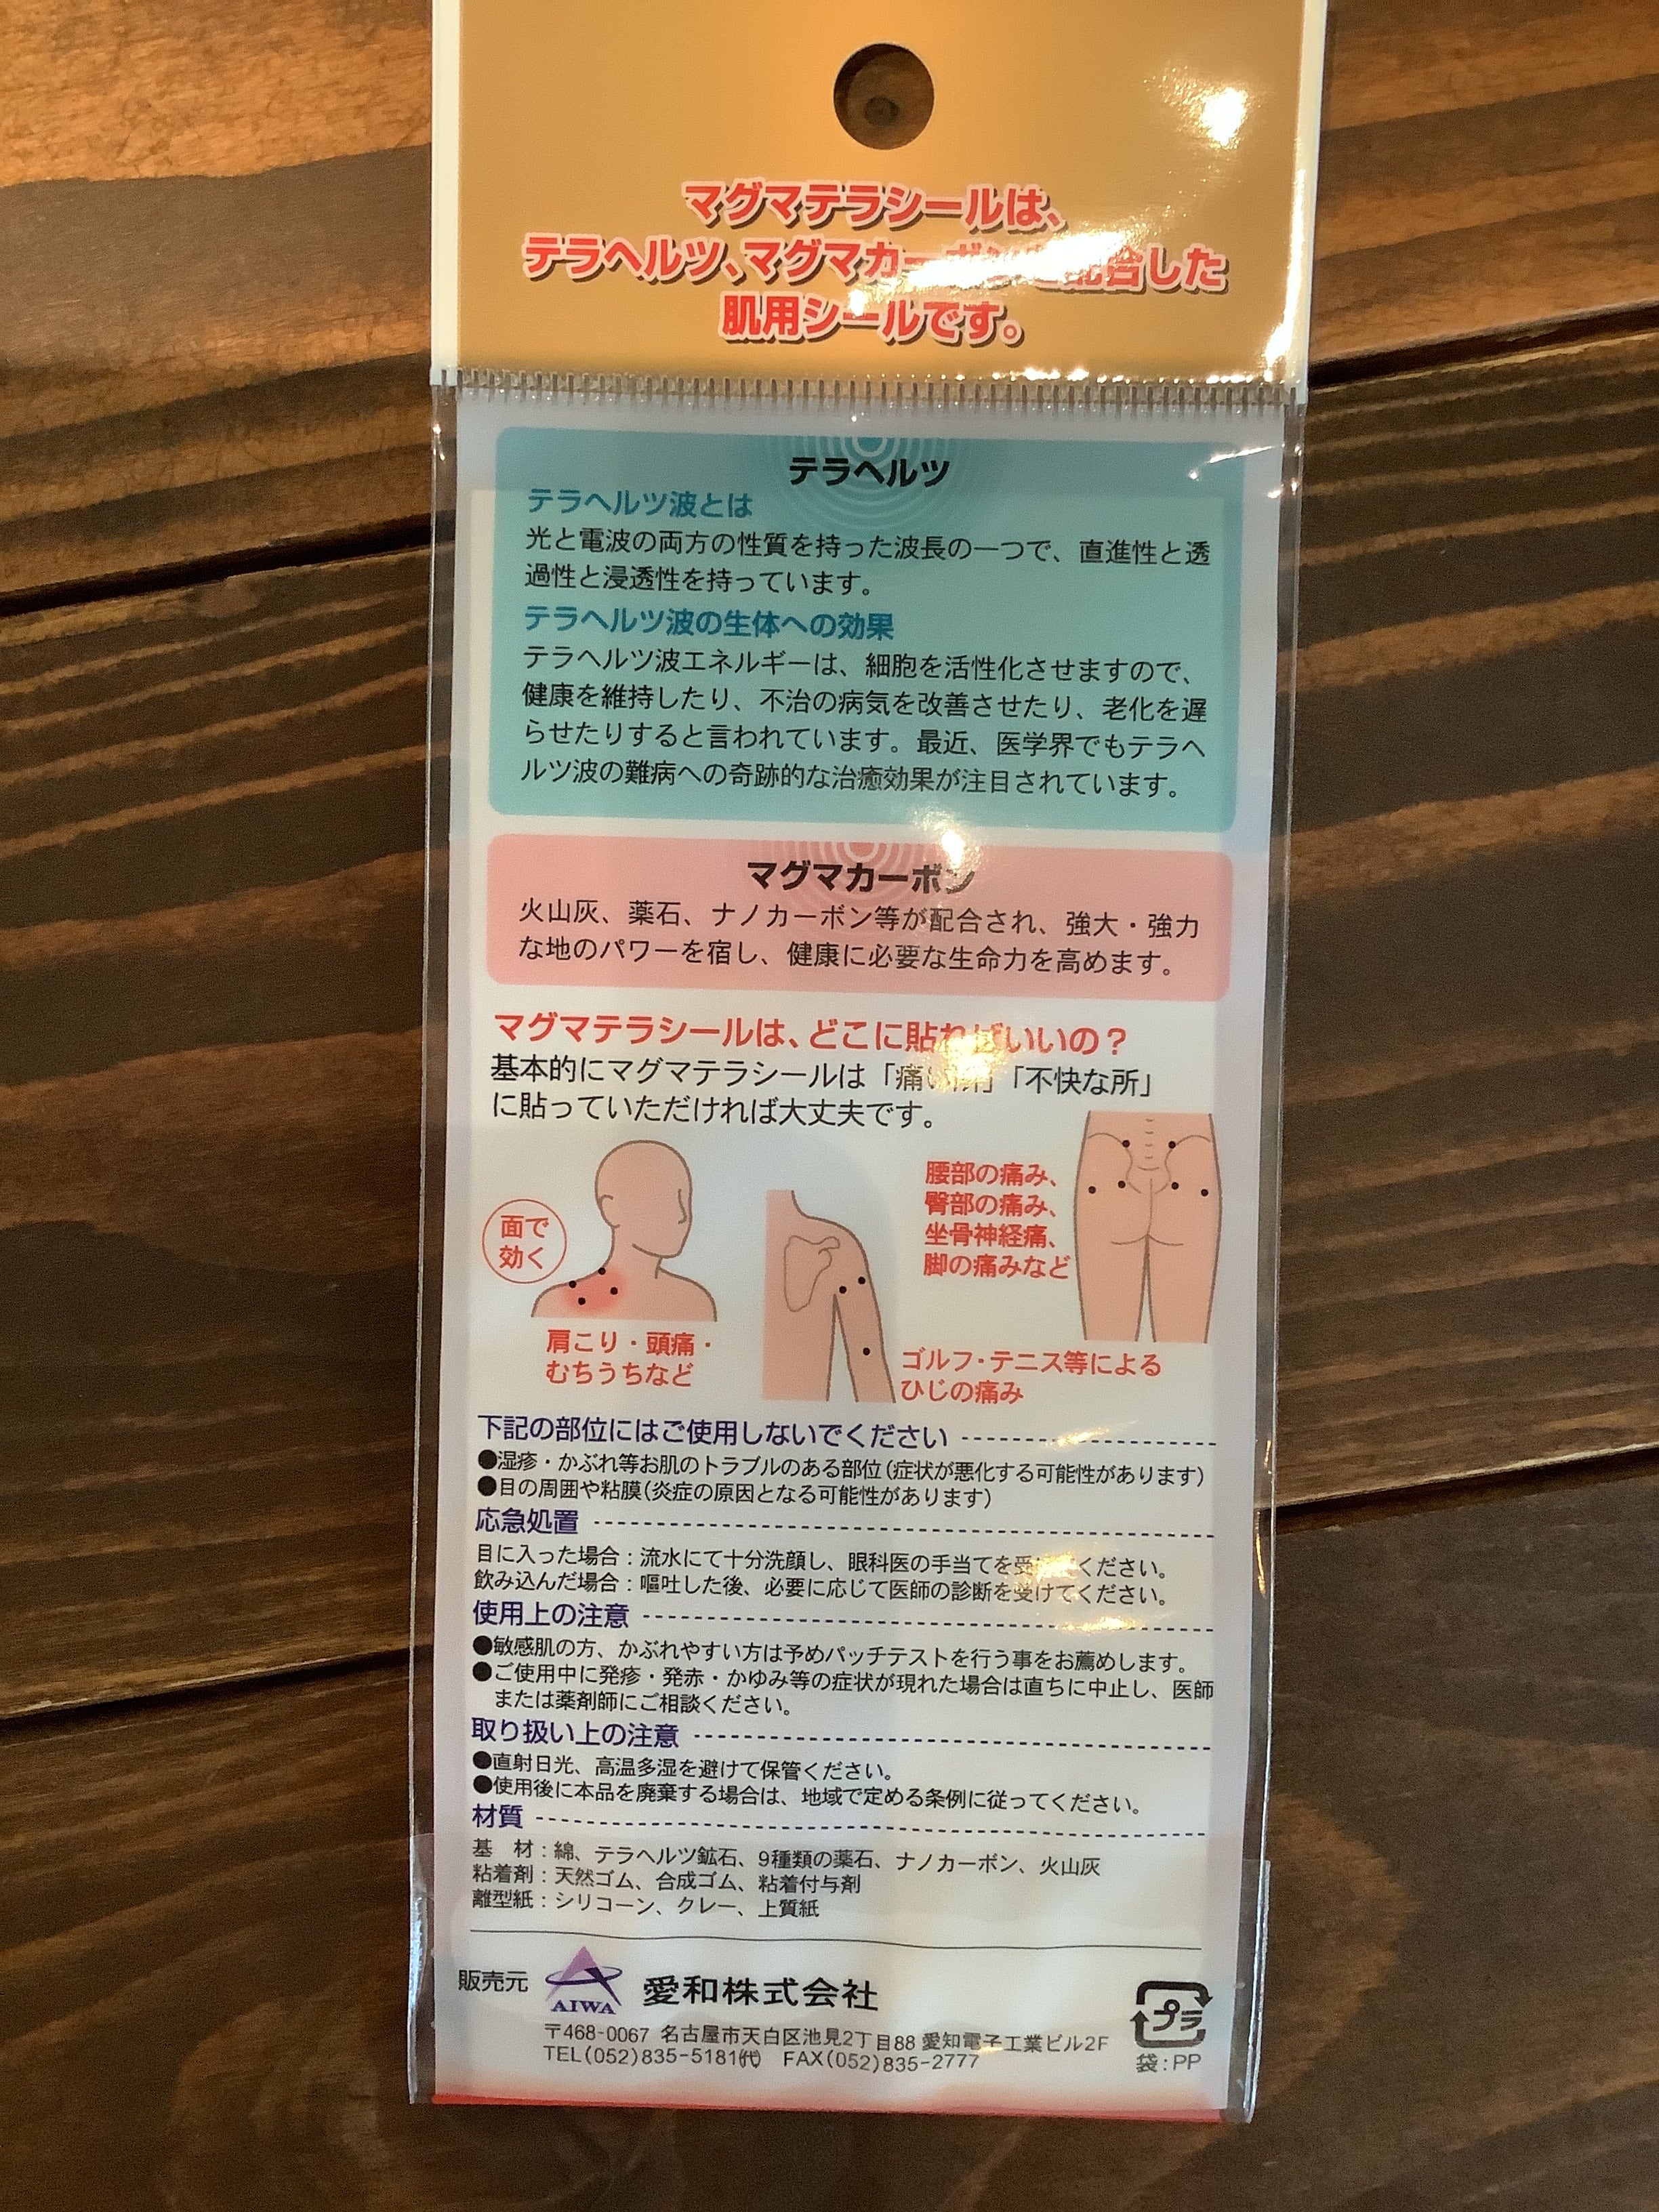 マグマテラシールは、
テラヘルツ、マグマカーボンを配合した
肌用シールです。
テラヘルツ
テラヘルツ波とは
光と電波の両方の性質を持った波長の一つで、直進性と透
過性と浸透性を持っています。
テラヘルツ波の生体への効果
テラヘルツ波エネルギーは、細胞を活性化させますので、
健康を維持したり、不治の病気を改善させたり、老化を遅
らせたりすると言われています。最近、医学界でもテラヘ
ルツ波の難病への奇跡的な治癒効果が注目されています。
マグマカーボン
火山灰、薬石、ナノカーボン等が配合され、強大・強力
な地のパワーを宿し、健康に必要な生命力を高めます。
マグマテラシールは、どこに貼ればいいの？
基本的にマグマテラシールは「痛い所」「不快な所」
に貼っていただければ大丈夫です。
面で
効く
肩こり・頭痛・
むちうちなど
腰部の痛み、
臀部の痛み、
坐骨神経痛、
脚の痛みなど
ゴルフ・テニス等による
ひじの痛み
下記の部位にはご使用しないでください
●湿疹・かぶれ等お肌のトラブルのある部位(症状が悪化する可能性があります)
●目の周囲や粘膜(炎症の原因となる可能性があります)
応急処置
目に入った場合：流水にて十分洗顔し、眼科医の手当てを受けてください。
飲み込んだ場合：嘔吐した後、必要に応じて医師の診断を受けてください。
使用上の注意
●敏感肌の方、かぶれやすい方は予めパッチテストを行う事をお薦めします。
●ご使用中に発疹・発赤・かゆみ等の症状が現れた場合は直ちに中止し、医師
または薬剤師にご相談ください。
取り扱い上の注意
●直射日光、高温多湿を避けて保管ください。
●使用後に本品を廃棄する場合は、地域で定める条例に従ってください。
材質
基　材：綿、テラヘルツ鉱石、9種類の薬石、ナノカーボン、火山灰
粘着剤：天然ゴム、合成ゴム、粘着付与剤
離型紙：シリコーン、クレー、上質紙
販売元 AIWA 愛和株式会社
〒468-0067 名古屋市天白区池見2丁目88 愛知電子工業ビル2F
TEL(052)835-5181㈹ FAX(052)835-2777
プラ
袋：PP